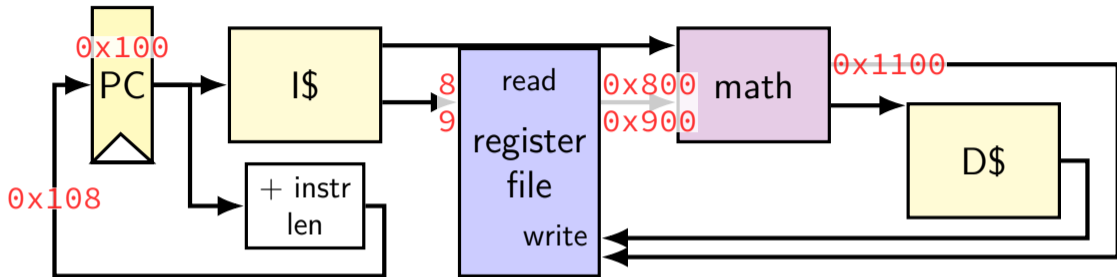 0x100
PC
I$
8
9
read
register
file
write
0x800
0x900
math
0x1100
D$
0x108
+ instr
len